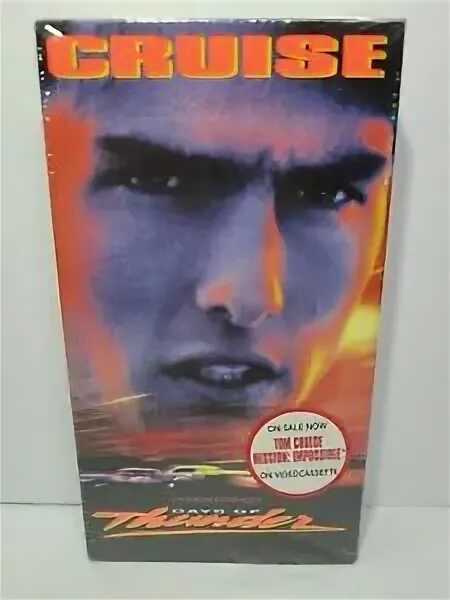 CRUISE
ON SALE NOW
TOM CRUISE
MISSION: IMPOSSIBLE
ON VIDEOCASSETTE
DAYS OF
Thunder